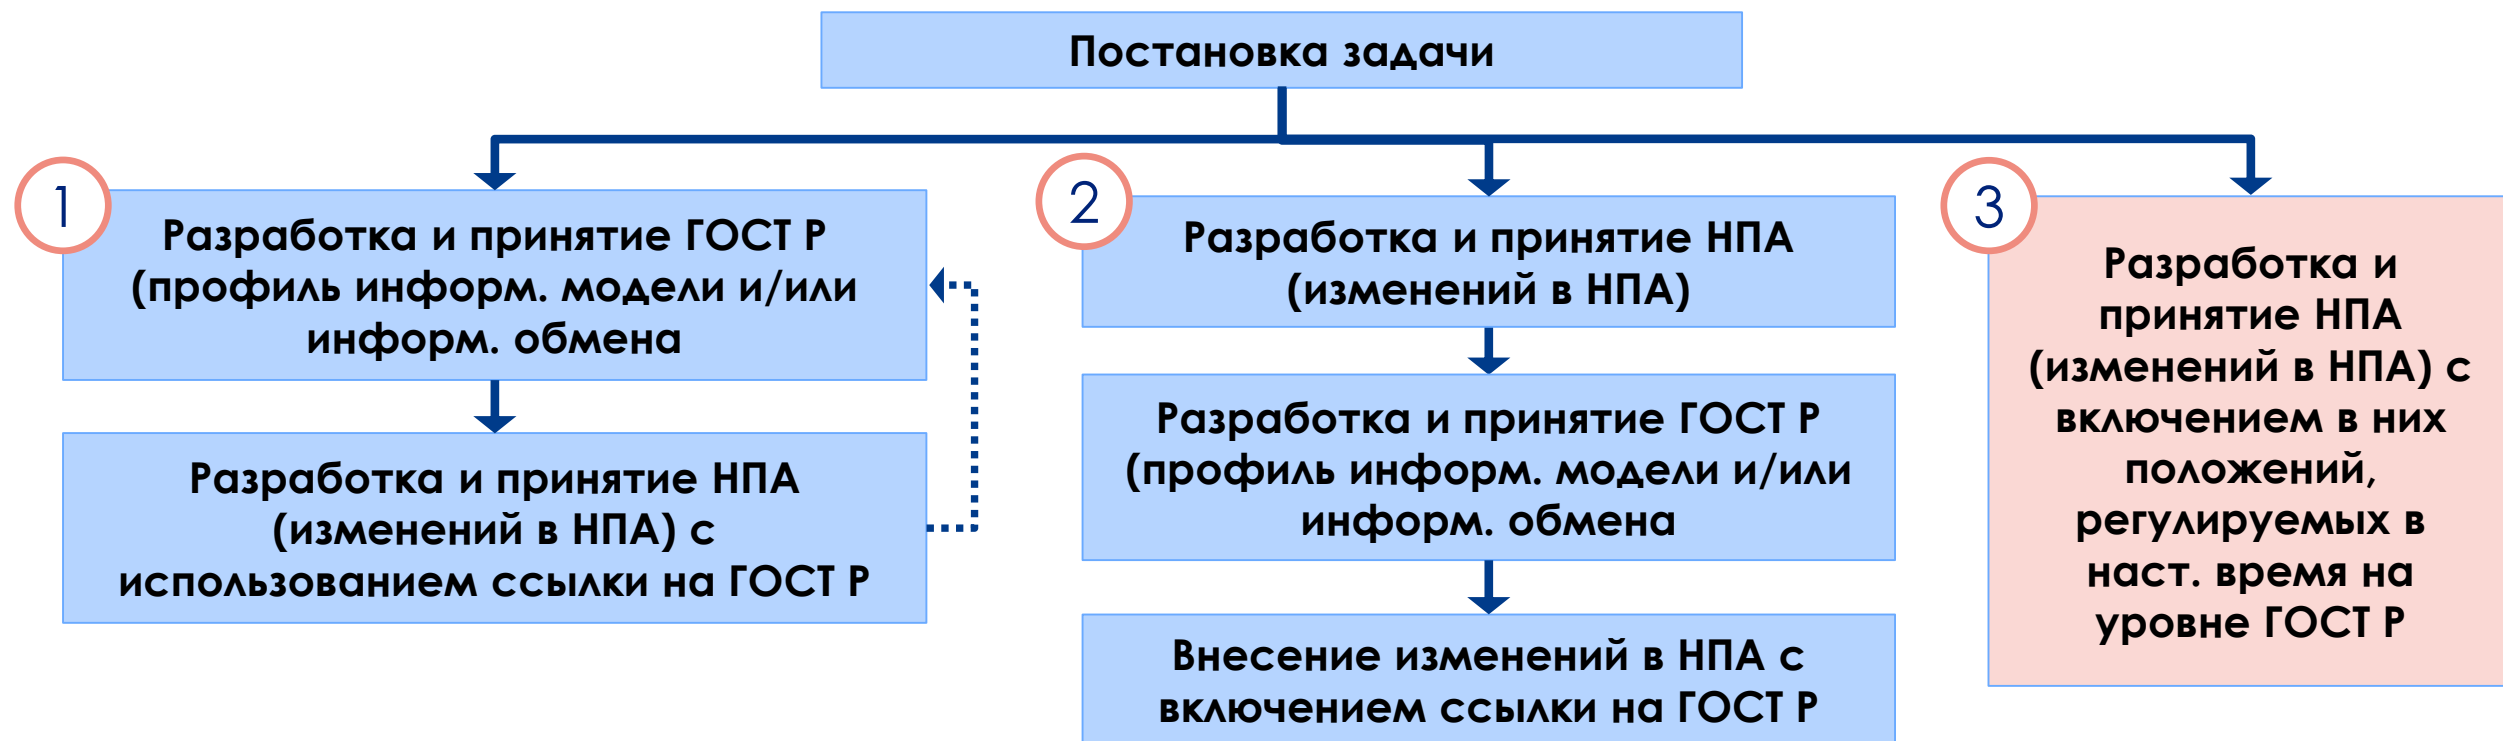 Постановка задачи
1
Разработка и принятие ГОСТ Р
(профиль информ. модели и/или
информ. обмена
Разработка и принятие НПА
(изменений в НПА) с
использованием ссылки на ГОСТ Р
2
Разработка и принятие НПА
(изменений в НПА)
Разработка и принятие ГОСТ Р
(профиль информ. модели и/или
информ. обмена
Внесение изменений в НПА с
включением ссылки на ГОСТ Р
3
Разработка и
принятие НПА
(изменений в НПА) с
включением в них
положений,
регулируемых в
наст. время на
уровне ГОСТ Р